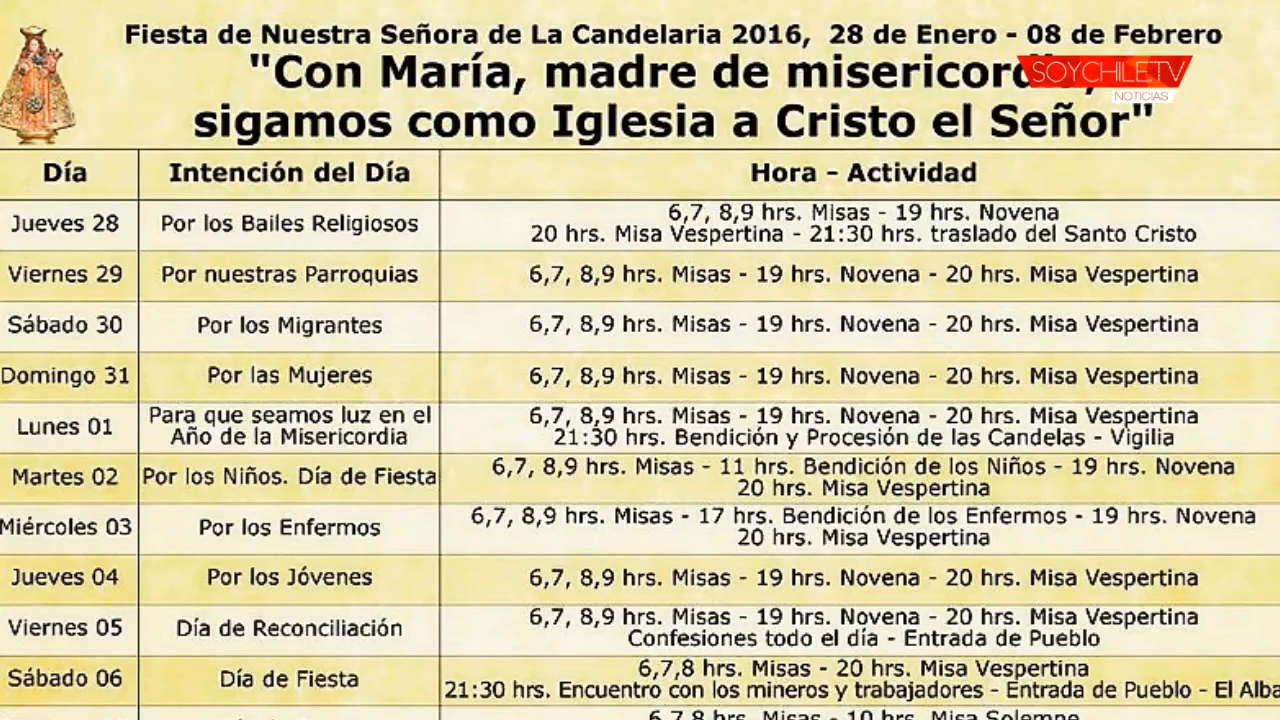 Fiesta de Nuestra Señora de La Candelaria 2016, 28 de Enero - 08 de Febrero
"Con María, madre de
SOYCHILETV
NOTICIAS
sigamos como Iglesia a Cristo el Señor"
Día Intención del Día Hora - Actividad
Jueves 28 Por los Bailes Religiosos 6,7, 8,9 hrs. Misas - 19 hrs. Novena
20 hrs. Misa Vespertina - 21:30 hrs. traslado del Santo Cristo
Viernes 29 Por nuestras Parroquias 6,7, 8,9 hrs. Misas - 19 hrs. Novena - 20 hrs. Misa Vespertina
Sábado 30 Por los Migrantes 6,7, 8,9 hrs. Misas - 19 hrs. Novena - 20 hrs. Misa Vespertina
Domingo 31 Por las Mujeres 6,7, 8,9 hrs. Misas - 19 hrs. Novena - 20 hrs. Misa Vespertina
Lunes 01 Para que seamos luz en el
Año de la Misericordia
6,7, 8,9 hrs. Misas - 19 hrs. Novena - 20 hrs. Misa Vespertina
21:30 hrs. Bendición y Procesión de las Candelas - Vigilia
Martes 02 Por los Niños. Día de Fiesta 6,7, 8,9 hrs. Misas - 11 hrs. Bendición de los Niños - 19 hrs. Novena
20 hrs. Misa Vespertina
Miércoles 03 Por los Enfermos 6,7, 8,9 hrs. Misas - 17 hrs. Bendición de los Enfermos - 19 hrs. Novena
20 hrs. Misa Vespertina
Jueves 04 Por los Jóvenes 6,7, 8,9 hrs. Misas - 19 hrs. Novena - 20 hrs. Misa Vespertina
Viernes 05 Día de Reconciliación 6,7, 8,9 hrs. Misas - 19 hrs. Novena - 20 hrs. Misa Vespertina
Confesiones todo el día - Entrada de Pueblo
Sábado 06 Día de Fiesta 6,7,8 hrs. Misas - 20 hrs. Misa Vespertina
21:30 hrs. Encuentro con los mineros y trabajadores - Entrada de Pueblo - El Alba
6,7,8 hrs. Misas - 10 hrs. Misa Solemne